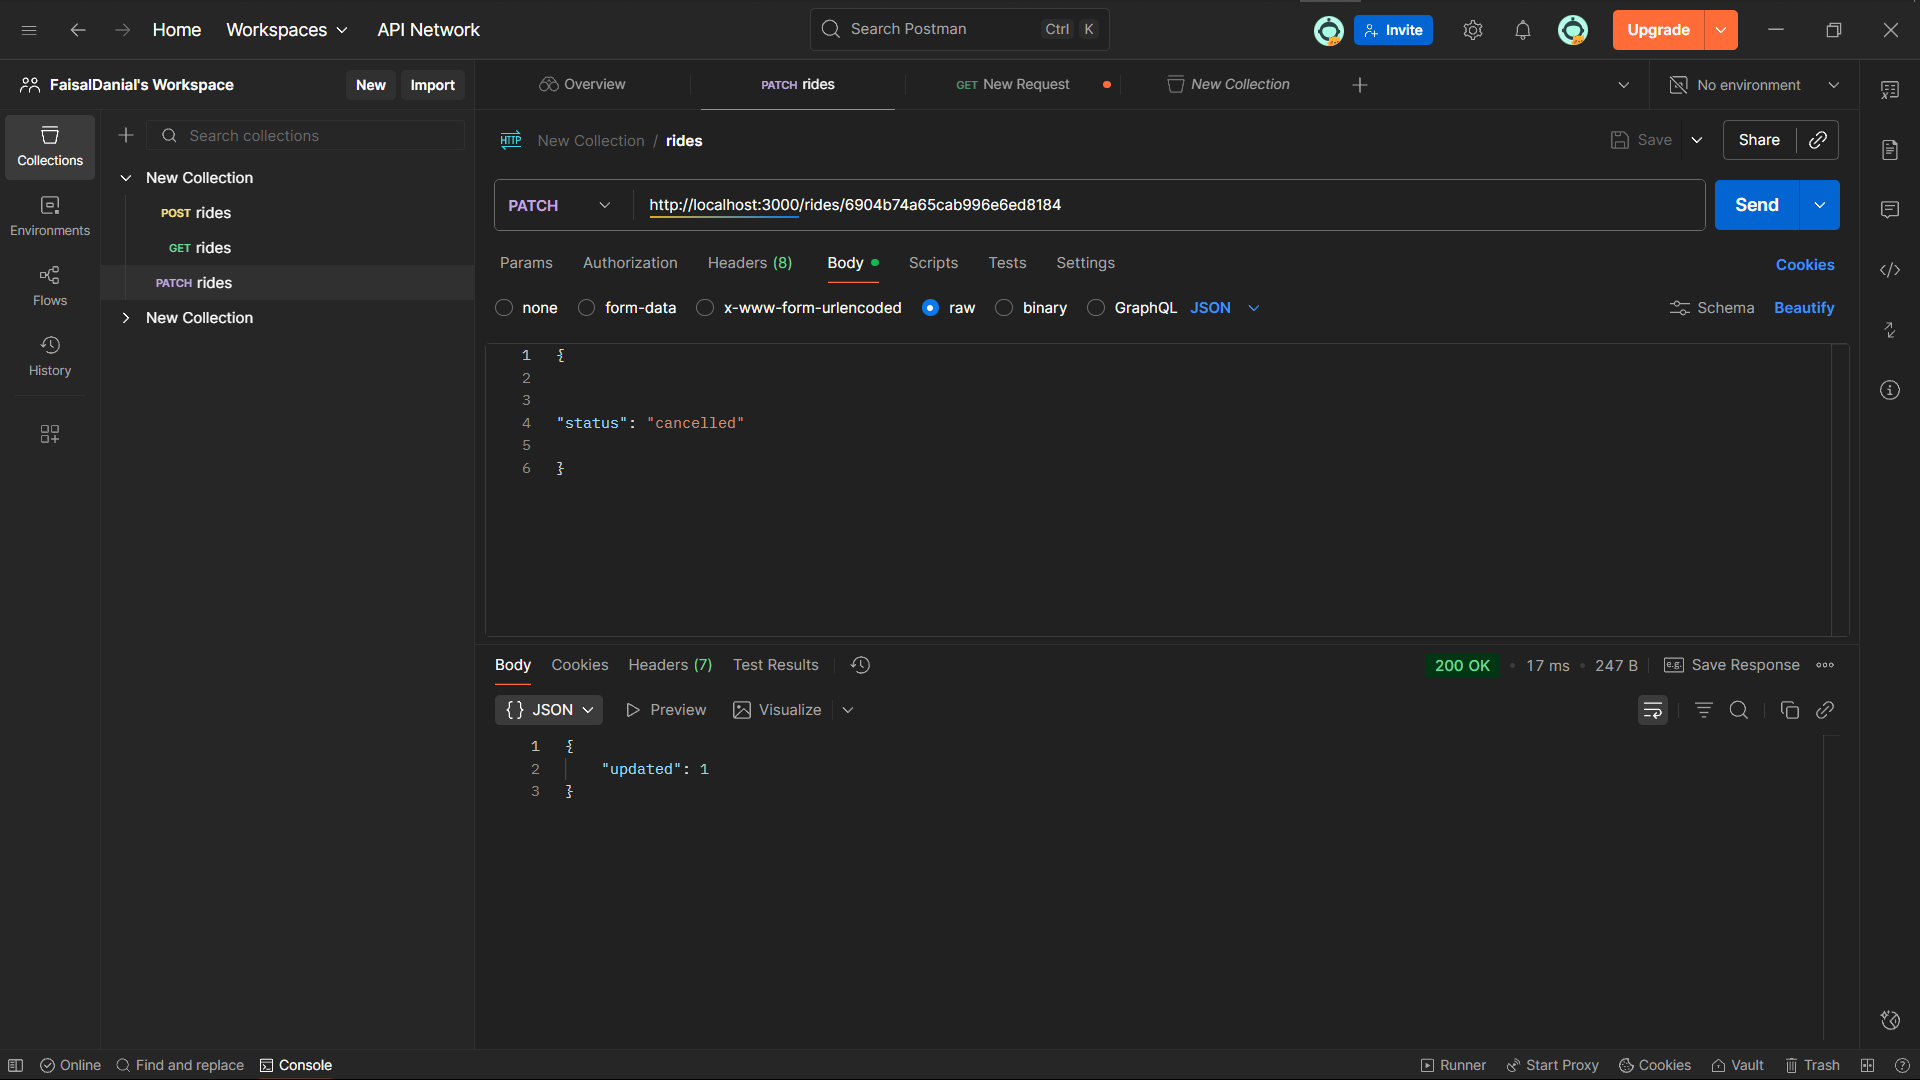 Home Workspaces API Network Search Postman Ctrl K Invite Upgrade
FaisalDanial's Workspace New Import Overview PATCH rides GET New Request New Collection No environment
Collections
Environments
Flows
History
Search collections
New Collection
POST rides
GET rides
PATCH rides
New Collection
HTTP New Collection / rides Save Share
PATCH http://localhost:3000/rides/6904b74a65cab996e6ed8184 Send
Params Authorization Headers (8) Body Scripts Tests Settings Cookies
none form-data x-www-form-urlencoded raw binary GraphQL JSON Schema Beautify
1 {
2
3
4 "status": "cancelled"
5
6 }
Body Cookies Headers (7) Test Results 200 OK • 17 ms • 247 B e.g. Save Response
{} JSON Preview Visualize
1 {
2 "updated": 1
3 }
Online Find and replace Console Runner Start Proxy Cookies Vault Trash